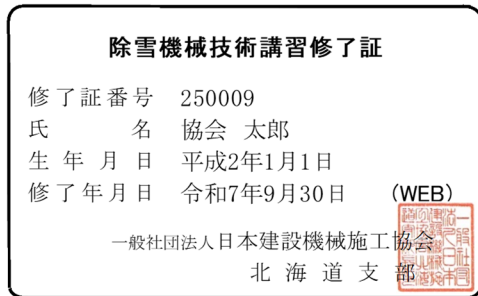 除雪機械技術講習修了証
修了証番号 250009
氏名 協会 太郎
生年月日 平成2年1月1日
修了年月日 令和7年9月30日 (WEB)
一般社団法人日本建設機械施工協会
北海道支部